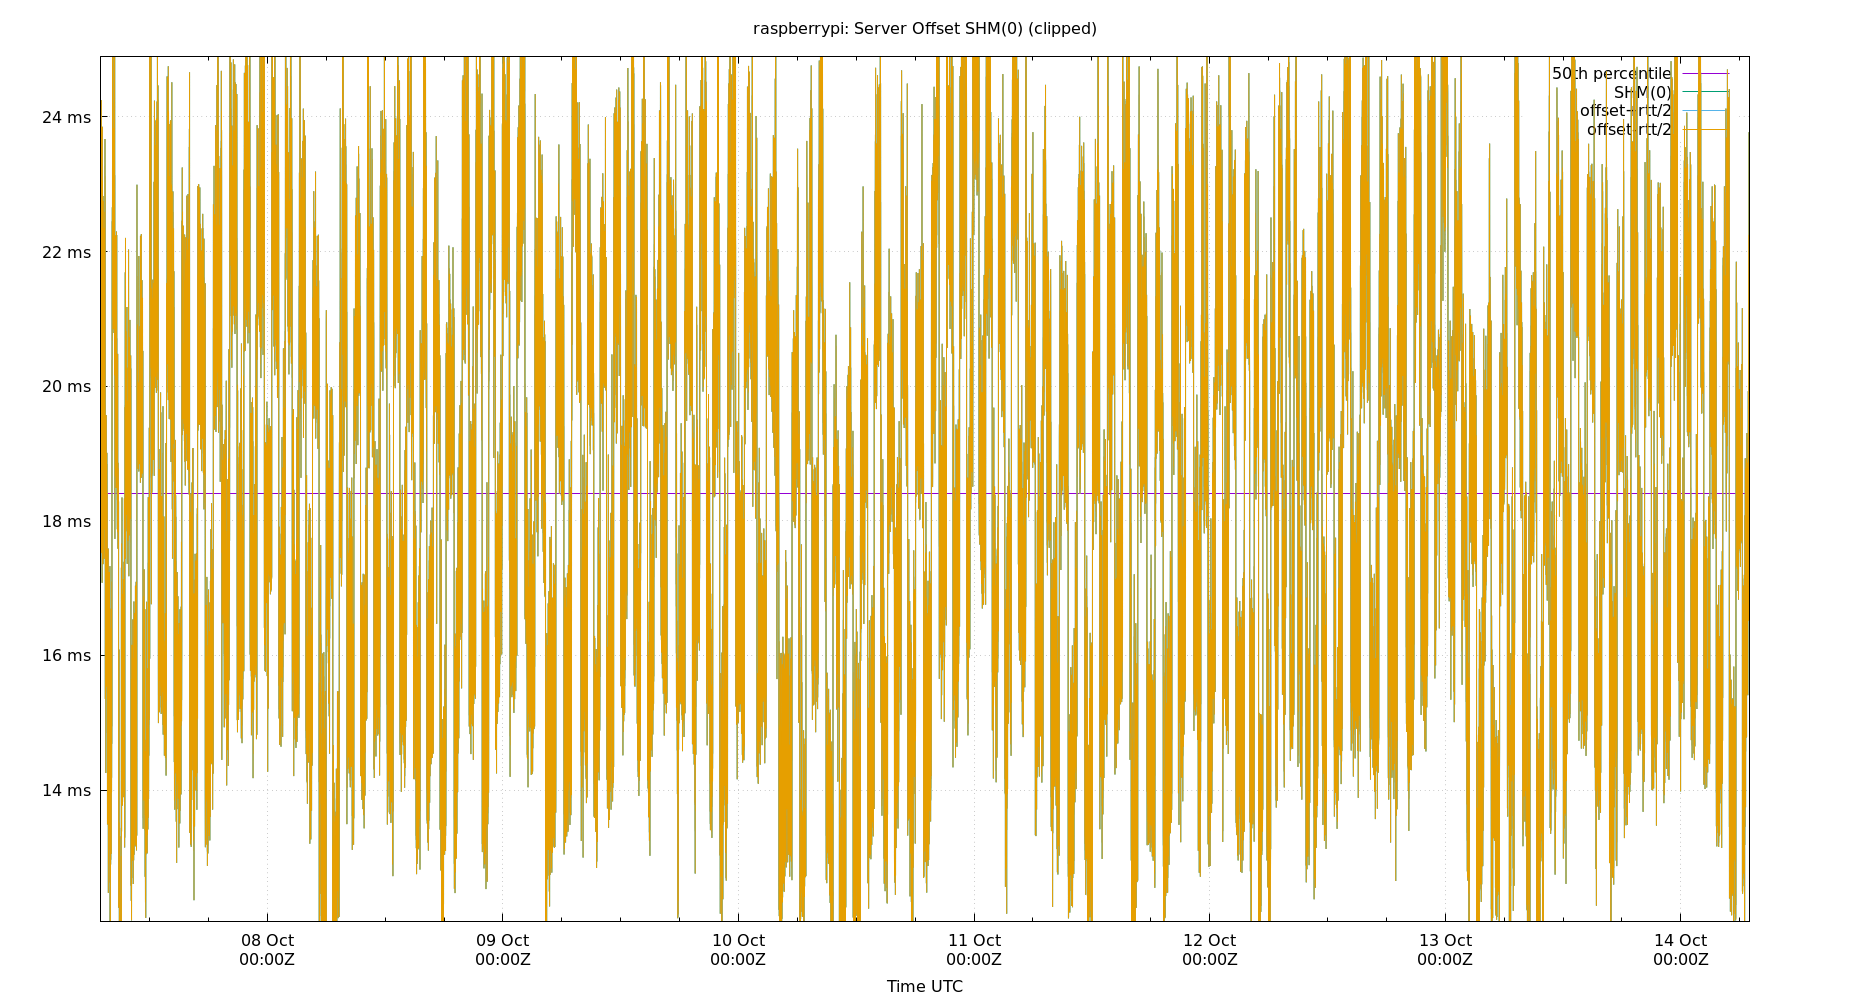 raspberrypi: Server Offset SHM(0) (clipped)
50th percentile
SHM(0)
offset+rtt/2
offset-rtt/2
24 ms
22 ms
20 ms
18 ms
16 ms
14 ms
08 Oct
00:00Z
09 Oct
00:00Z
10 Oct
00:00Z
11 Oct
00:00Z
12 Oct
00:00Z
13 Oct
00:00Z
14 Oct
00:00Z
Time UTC